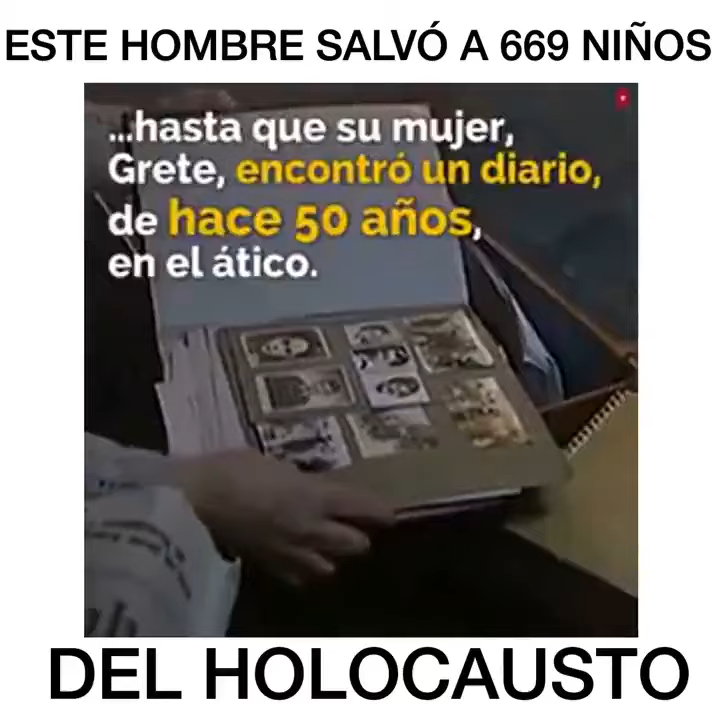 ESTE HOMBRE SALVÓ A 669 NIÑOS
...hasta que su mujer,
Grete, encontró un diario,
de hace 50 años,
en el ático.
DEL HOLOCAUSTO